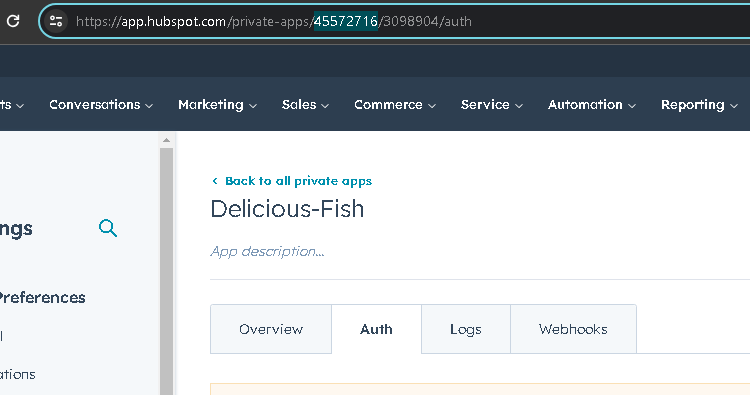 https://app.hubspot.com/private-apps/45572716/3098904/auth
ts Conversations Marketing Sales Commerce Service Automation Reporting
Back to all private apps
Delicious-Fish
ngs
App description...
Preferences
Overview Auth Logs Webhooks
l
ations